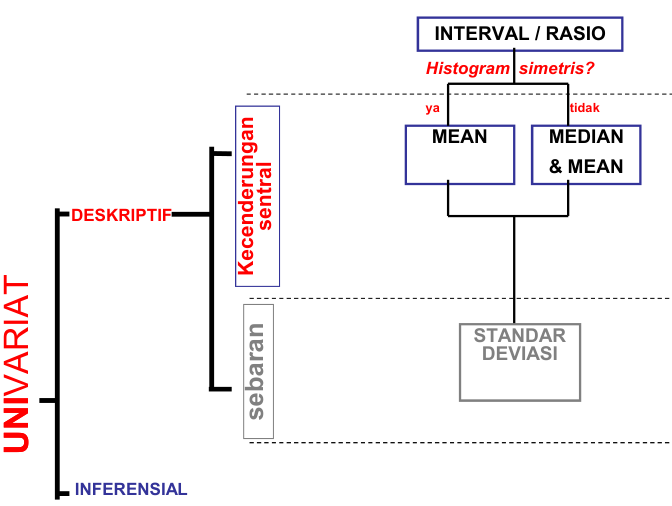 INTERVAL / RASIO
Histogram simetris?
ya
tidak
MEAN
MEDIAN
& MEAN
Kecenderungan
sentral
DESKRIPTIF
UNIVARIAT
sebaran
STANDAR
DEVIASI
INFERENSIAL